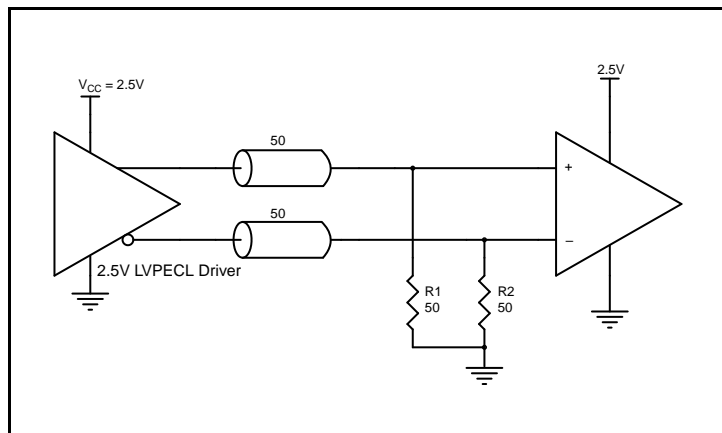 V_CC = 2.5V
2.5V
50
+
50
−
2.5V LVPECL Driver
R1
50
R2
50